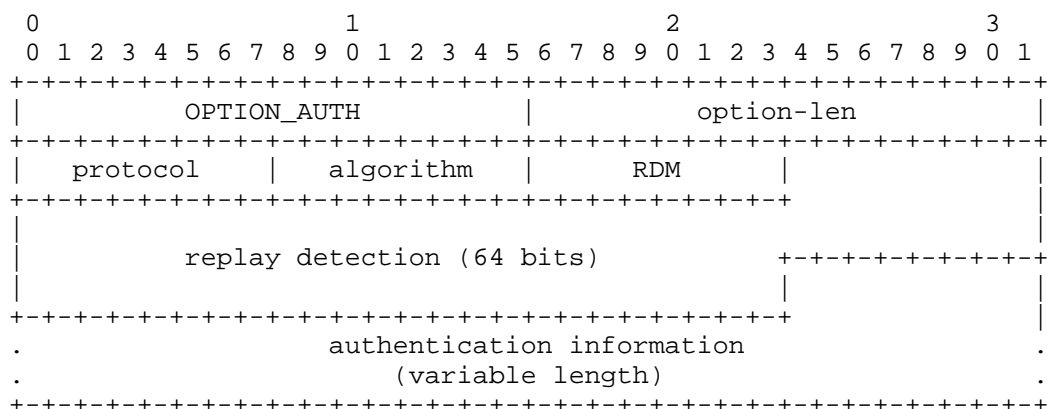 0                   1                   2                   3
0 1 2 3 4 5 6 7 8 9 0 1 2 3 4 5 6 7 8 9 0 1 2 3 4 5 6 7 8 9 0 1
+-+-+-+-+-+-+-+-+-+-+-+-+-+-+-+-+-+-+-+-+-+-+-+-+-+-+-+-+-+-+-+-+
|          OPTION_AUTH          |          option-len           |
+-+-+-+-+-+-+-+-+-+-+-+-+-+-+-+-+-+-+-+-+-+-+-+-+-+-+-+-+-+-+-+-+
|   protocol    |   algorithm   |      RDM      |               |
+-+-+-+-+-+-+-+-+-+-+-+-+-+-+-+-+-+-+-+-+-+-+-+-+               |
|                                                               |
|          replay detection (64 bits)           +-+-+-+-+-+-+-+-+
|                                               |               |
+-+-+-+-+-+-+-+-+-+-+-+-+-+-+-+-+-+-+-+-+-+-+-+-+               |
.                   authentication information                  .
.                       (variable length)                       .
+-+-+-+-+-+-+-+-+-+-+-+-+-+-+-+-+-+-+-+-+-+-+-+-+-+-+-+-+-+-+-+-+